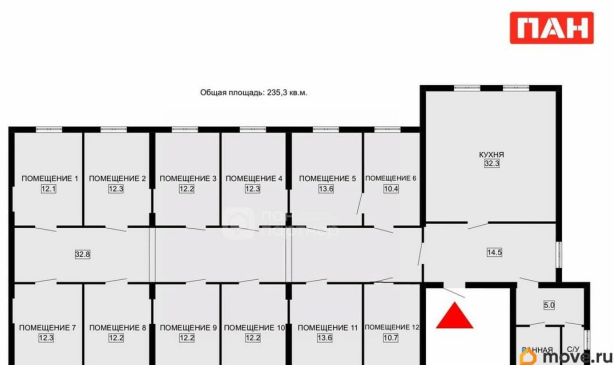 ПАН
Общая площадь: 235,3 кв.м.
КУХНЯ
32.3
ПОМЕЩЕНИЕ 1
12.1
ПОМЕЩЕНИЕ 2
12.3
ПОМЕЩЕНИЕ 3
12.2
ПОМЕЩЕНИЕ 4
12.3
ПОМЕЩЕНИЕ 5
13.6
ПОМЕЩЕНИЕ 6
10.4
32.8
14.5
5.0
ПОМЕЩЕНИЕ 7
12.3
ПОМЕЩЕНИЕ 8
12.2
ПОМЕЩЕНИЕ 9
12.2
ПОМЕЩЕНИЕ 10
12.2
ПОМЕЩЕНИЕ 11
13.6
ПОМЕЩЕНИЕ 12
10.7
ВАННАЯ
С/У
move.ru